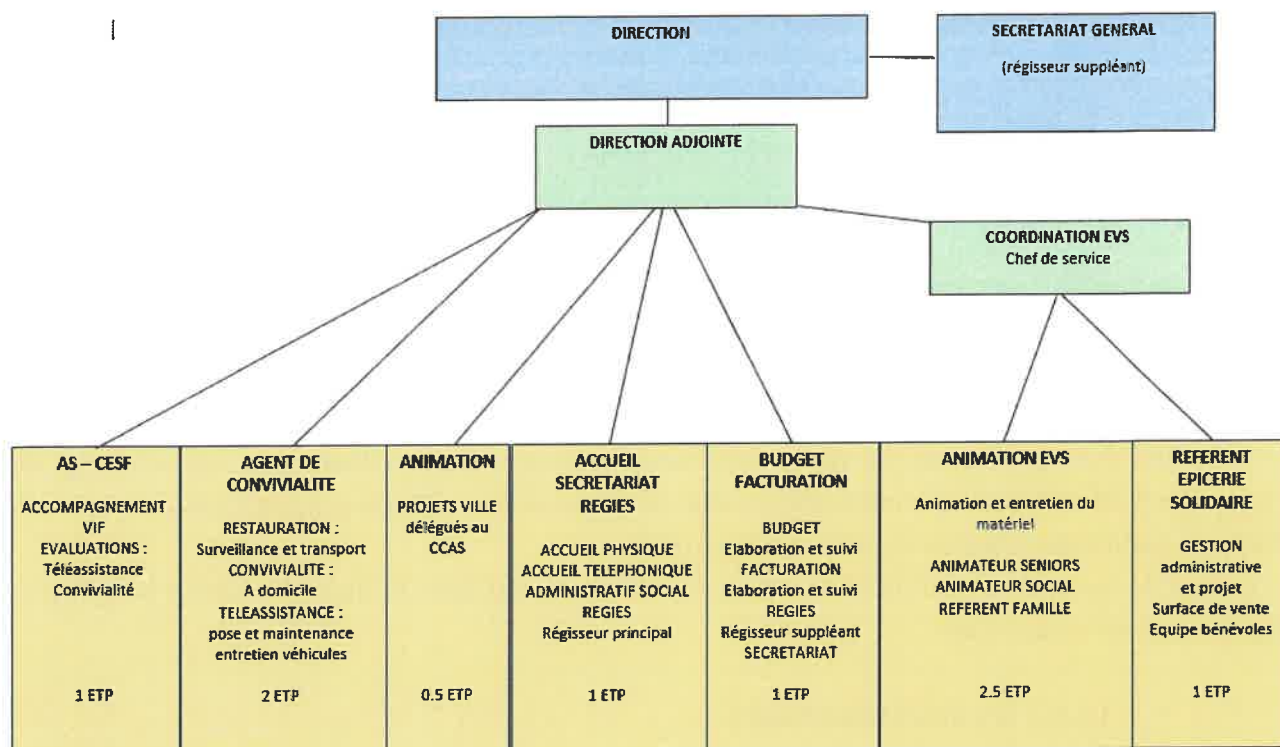 DIRECTION
SECRETARIAT GENERAL
(régisseur suppléant)
DIRECTION ADJOINTE
COORDINATION EVS
Chef de service
AS – CESF
ACCOMPAGNEMENT
VIF
EVALUATIONS :
Téléassistance
Convivialité
1 ETP
AGENT DE
CONVIVIALITE
RESTAURATION :
Surveillance et transport
CONVIVIALITE :
A domicile
TELEASSISTANCE :
pose et maintenance
entretien véhicules
2 ETP
ANIMATION
PROJETS VILLE
délégués au
CCAS
0.5 ETP
ACCUEIL
SECRETARIAT
REGIES
ACCUEIL PHYSIQUE
ACCUEIL TELEPHONIQUE
ADMINISTRATIF SOCIAL
REGIES
Régisseur principal
1 ETP
BUDGET
FACTURATION
BUDGET
Elaboration et suivi
FACTURATION
Elaboration et suivi
REGIES
Régisseur suppléant
SECRETARIAT
1 ETP
ANIMATION EVS
Animation et entretien du
matériel
ANIMATEUR SENIORS
ANIMATEUR SOCIAL
REFERENT FAMILLE
2.5 ETP
REFERENT
EPICERIE
SOLIDAIRE
GESTION
administrative
et projet
Surface de vente
Equipe bénévoles
1 ETP